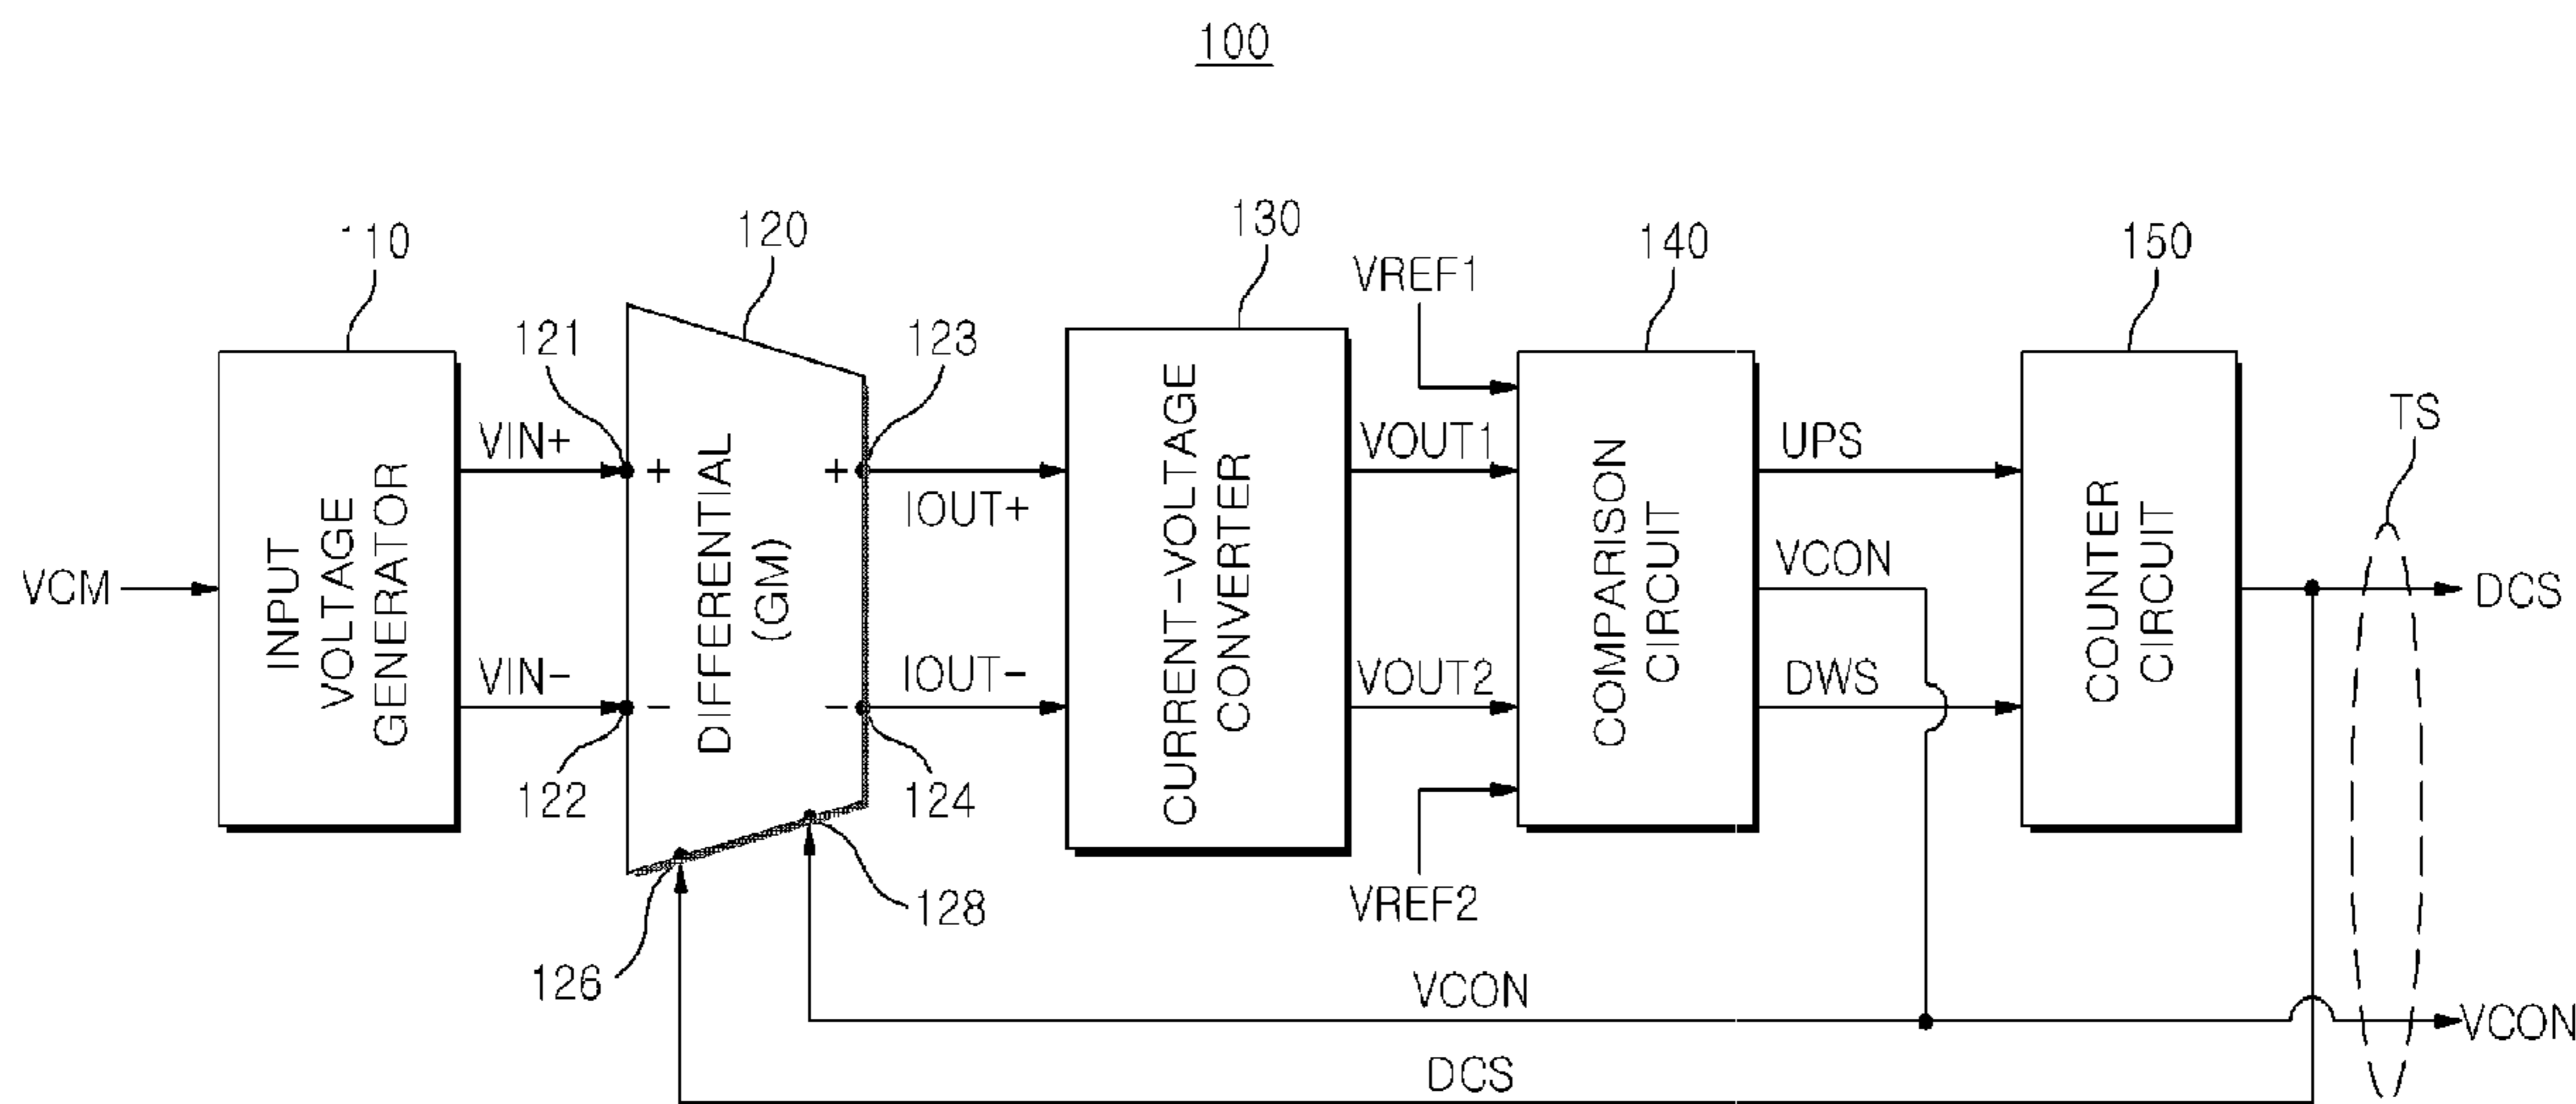 100
110
120
130
140
150
121
123
VREF1
TS
VIN+
+
+
IOUT+
VOUT1
UPS
VCM
INPUT
VOLTAGE
GENERATOR
DIFFERENTIAL
(GM)
CURRENT-VOLTAGE
CONVERTER
COMPARISON
CIRCUIT
VCON
COUNTER
CIRCUIT
DCS
VIN-
-
-
IOUT-
VOUT2
DWS
122
124
126
128
VREF2
VCON
VCON
DCS